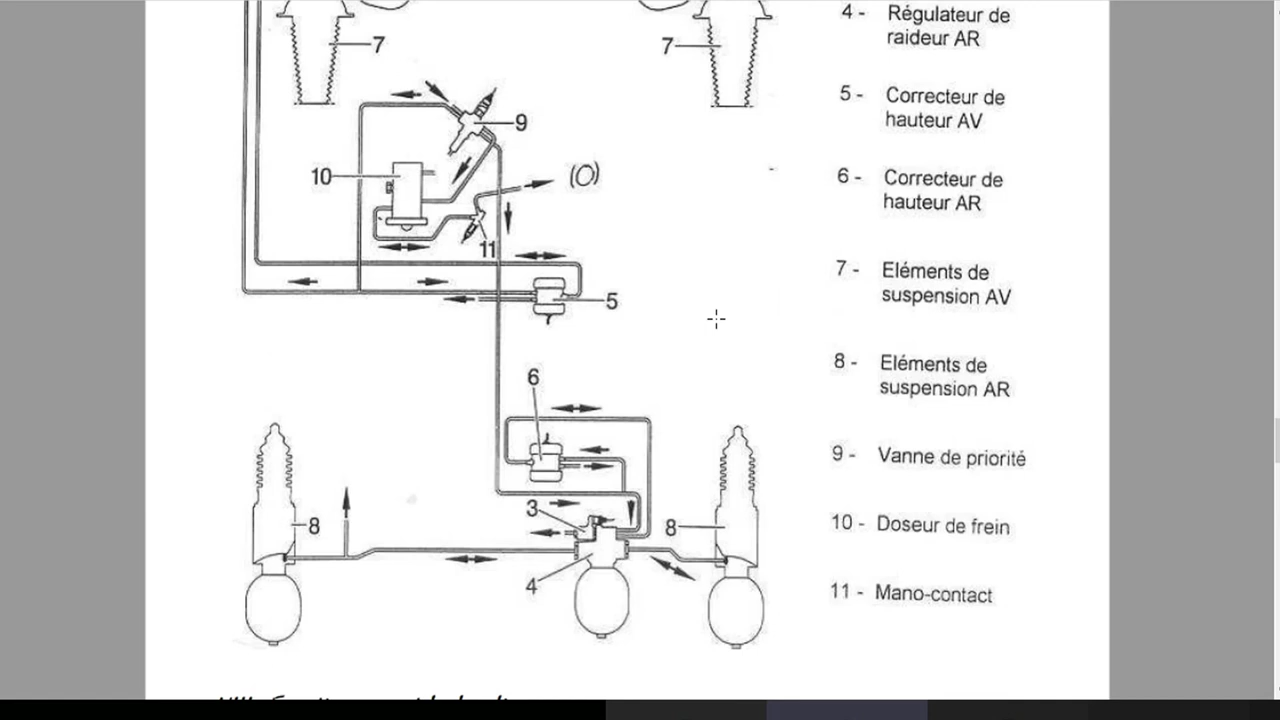 4 - Régulateur de
raideur AR
7
7
5 - Correcteur de
hauteur AV
9
10
(O)
6 - Correcteur de
hauteur AR
11
7 - Eléments de
suspension AV
5
8 - Eléments de
suspension AR
6
9 - Vanne de priorité
3
8
8
10 - Doseur de frein
4
11 - Mano-contact